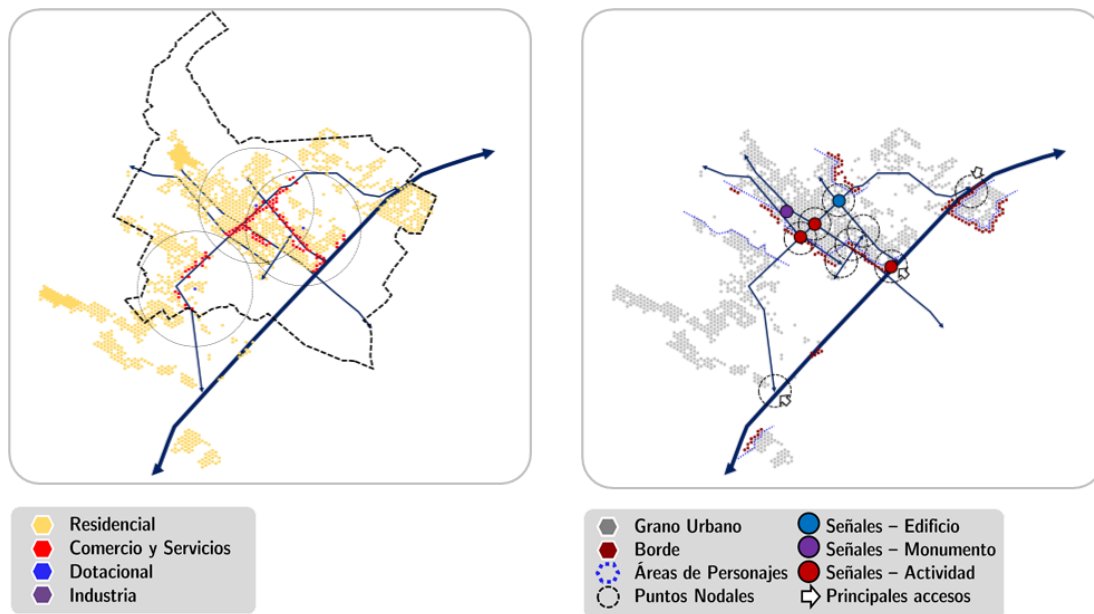 Residencial
Comercio y Servicios
Dotacional
Industria
Grano Urbano
Borde
Áreas de Personajes
Puntos Nodales
Señales – Edificio
Señales – Monumento
Señales – Actividad
Principales accesos